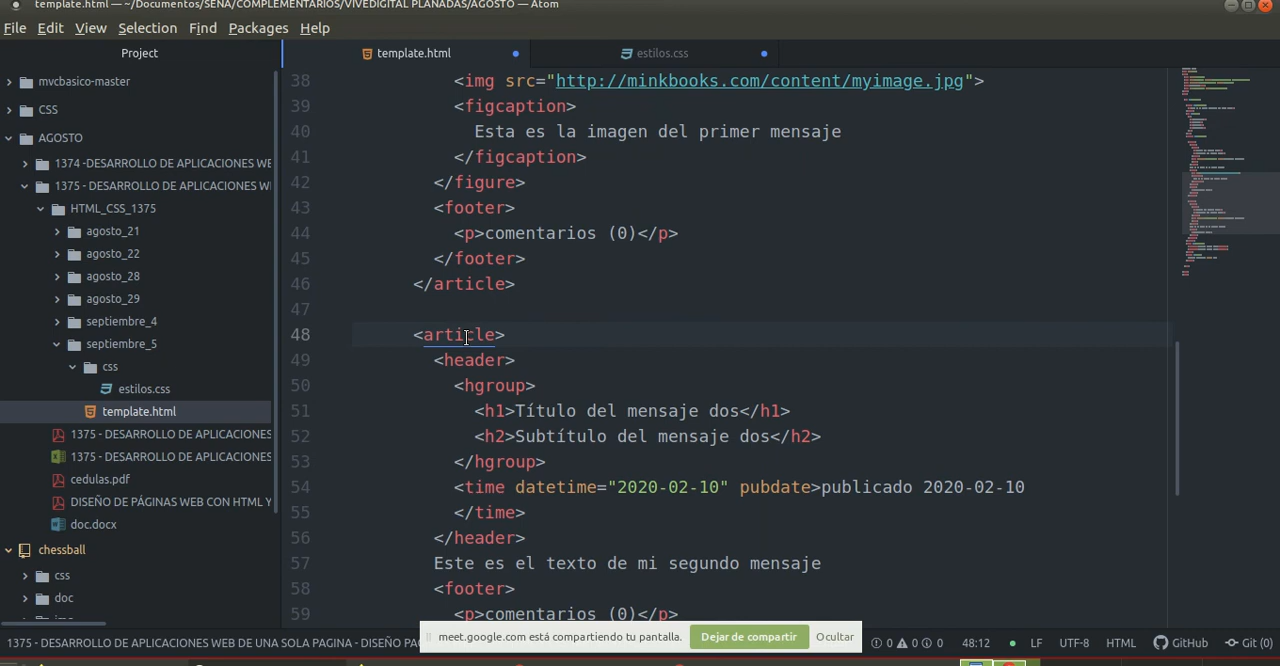 template.html — ~/Documentos/SENA/COMPLEMENTARIOS/VIVEDIGITAL PLANADAS/AGOSTO — Atom
File Edit View Selection Find Packages Help
Project
template.html
estilos.css
mvcbasico-master
CSS
AGOSTO
1374 -DESARROLLO DE APLICACIONES WE
1375 - DESARROLLO DE APLICACIONES WI
HTML_CSS_1375
agosto_21
agosto_22
agosto_28
agosto_29
septiembre_4
septiembre_5
css
estilos.css
template.html
1375 - DESARROLLO DE APLICACIONES
1375 - DESARROLLO DE APLICACIONES
cedulas.pdf
DISEÑO DE PÁGINAS WEB CON HTML Y
doc.docx
chessball
css
doc
38 <img src="http://minkbooks.com/content/myimage.jpg">
39 <figcaption>
40 Esta es la imagen del primer mensaje
41 </figcaption>
42 </figure>
43 <footer>
44 <p>comentarios (0)</p>
45 </footer>
46 </article>
47
48 <article>
49 <header>
50 <hgroup>
51 <h1>Título del mensaje dos</h1>
52 <h2>Subtítulo del mensaje dos</h2>
53 </hgroup>
54 <time datetime="2020-02-10" pubdate>publicado 2020-02-10
55 </time>
56 </header>
57 Este es el texto de mi segundo mensaje
58 <footer>
59 <p>comentarios (0)</p>
meet.google.com está compartiendo tu pantalla. Dejar de compartir Ocultar
1375 - DESARROLLO DE APLICACIONES WEB DE UNA SOLA PAGINA - DISEÑO PA
0 0 0 48:12 LF UTF-8 HTML GitHub Git (0)